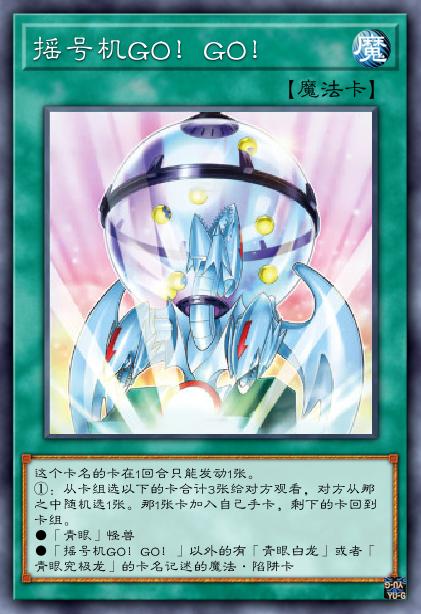 摇号机GO！GO！
魔
【魔法卡】
这个卡名的卡在1回合只能发动1张。
①：从卡组选以下的卡合计3张给对方观看，对方从那
之中随机选1张。那1张卡加入自己手卡，剩下的卡回到
卡组。
●「青眼」怪兽
●「摇号机GO！GO！」以外的有「青眼白龙」或者「
青眼究极龙」的卡名记述的魔法·陷阱卡